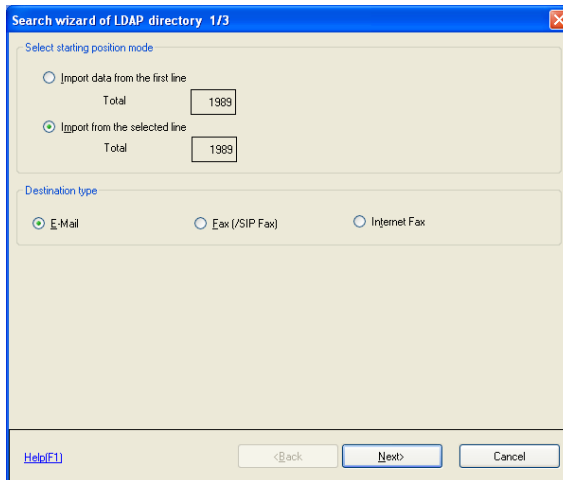 Search wizard of LDAP directory 1/3
Select starting position mode
Import data from the first line
Total 1989
Import from the selected line
Total 1989
Destination type
E-Mail Fax (/SIP Fax) Internet Fax
Help(F1) <Back Next> Cancel